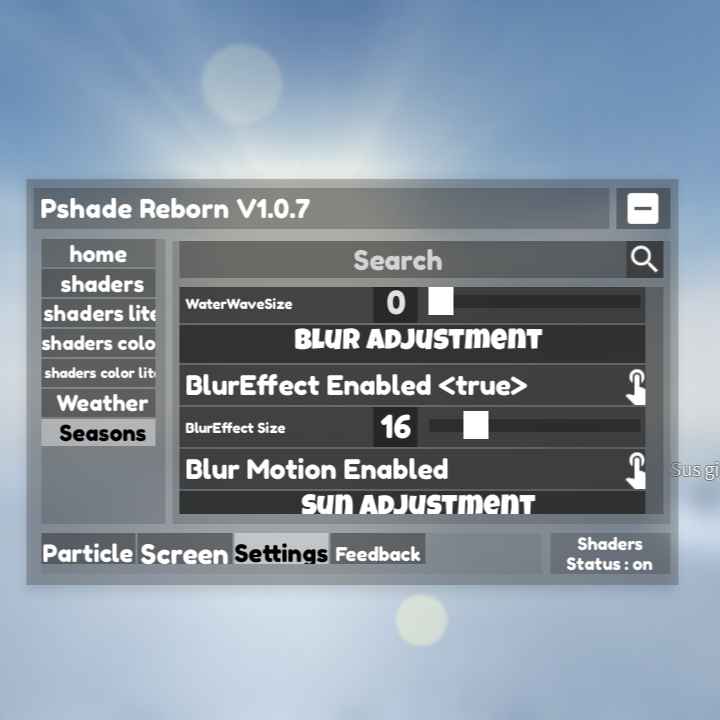 Pshade Reborn V1.0.7
home
shaders
shaders lite
shaders colo
shaders color lit
Weather
Seasons
Search
WaterWaveSize 0
BLUR ADJUSTMENT
BlurEffect Enabled <true>
BlurEffect Size 16
Blur Motion Enabled
SUN ADJUSTMENT
Sus gi
Particle Screen Settings Feedback
Shaders
Status : on